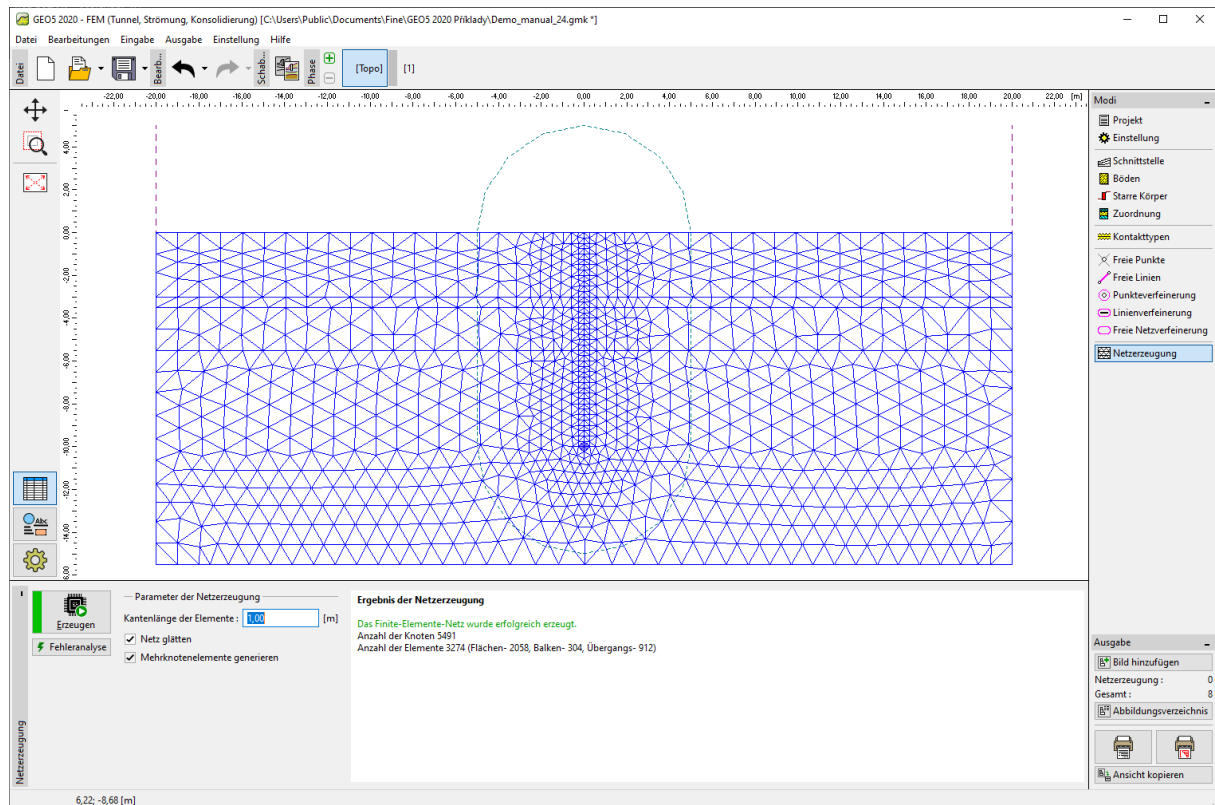 GEO5 2020 - FEM (Tunnel, Strömung, Konsolidierung) [C:\Users\Public\Documents\Fine\GEO5 2020 Příklady\Demo_manual_24.gmk *]
Datei Bearbeitungen Eingabe Ausgabe Einstellung Hilfe
Datei
Bearb...
Schab...
Phase
[Topo] [1]
-22,00 -20,00 -18,00 -16,00 -14,00 -12,00 -10,00 -8,00 -6,00 -4,00 -2,00 0,00 2,00 4,00 6,00 8,00 10,00 12,00 14,00 16,00 18,00 20,00 22,00 [m]
4,00
2,00
0,00
-2,00
-4,00
-6,00
-8,00
-10,00
-12,00
-14,00
6,00
Abc
Modi
Projekt
Einstellung
Schnittstelle
Böden
Starre Körper
Zuordnung
Kontakttypen
Freie Punkte
Freie Linien
Punkteverfeinerung
Linienverfeinerung
Freie Netzverfeinerung
Netzerzeugung
Netzerzeugung
Erzeugen
Fehleranalyse
Parameter der Netzerzeugung
Kantenlänge der Elemente : 1,00 [m]
Netz glätten
Mehrknotenelemente generieren
Ergebnis der Netzerzeugung
Das Finite-Elemente-Netz wurde erfolgreich erzeugt.
Anzahl der Knoten 5491
Anzahl der Elemente 3274 (Flächen- 2058, Balken- 304, Übergangs- 912)
Ausgabe
Bild hinzufügen
Netzerzeugung : 0
Gesamt : 8
Abbildungsverzeichnis
Ansicht kopieren
6,22; -8,68 [m]